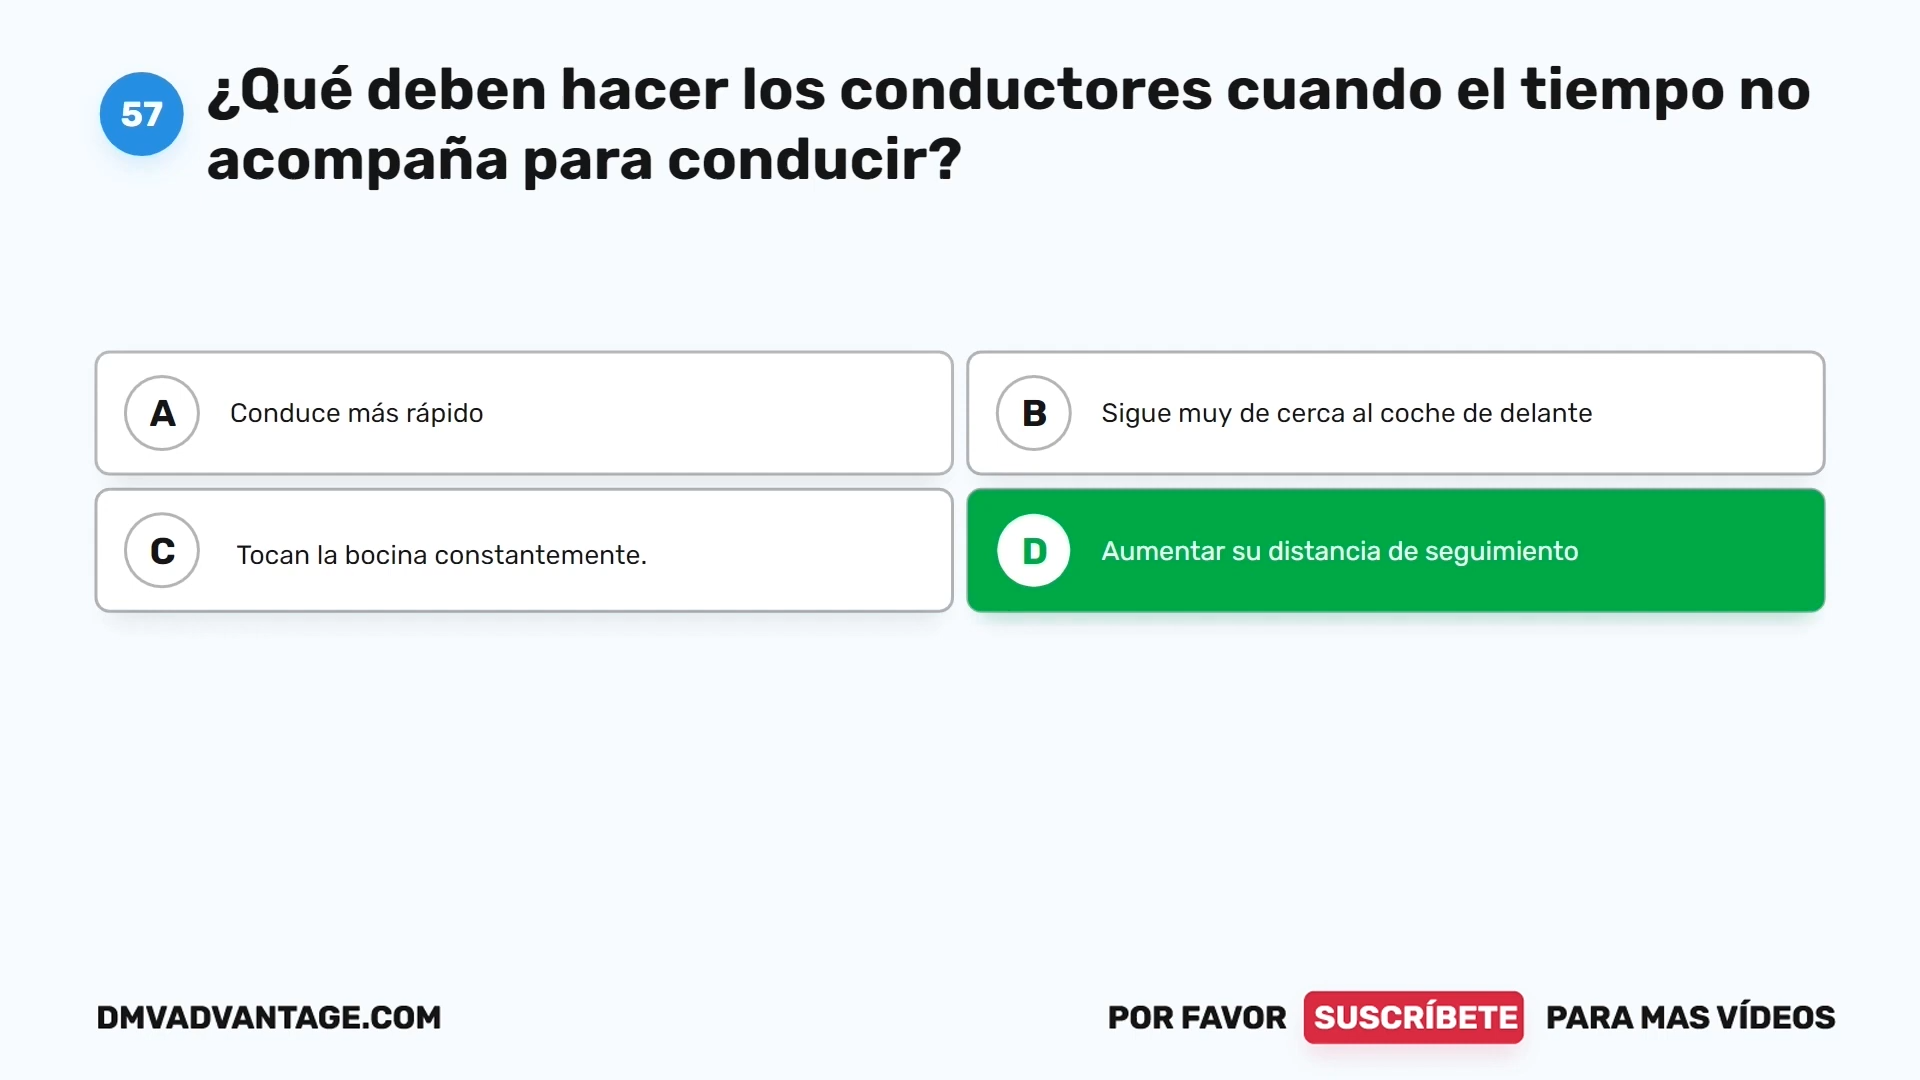 57
¿Qué deben hacer los conductores cuando el tiempo no
acompaña para conducir?
A Conduce más rápido
B Sigue muy de cerca al coche de delante
C Tocan la bocina constantemente.
D Aumentar su distancia de seguimiento
DMVADVANTAGE.COM
POR FAVOR SUSCRÍBETE PARA MAS VÍDEOS